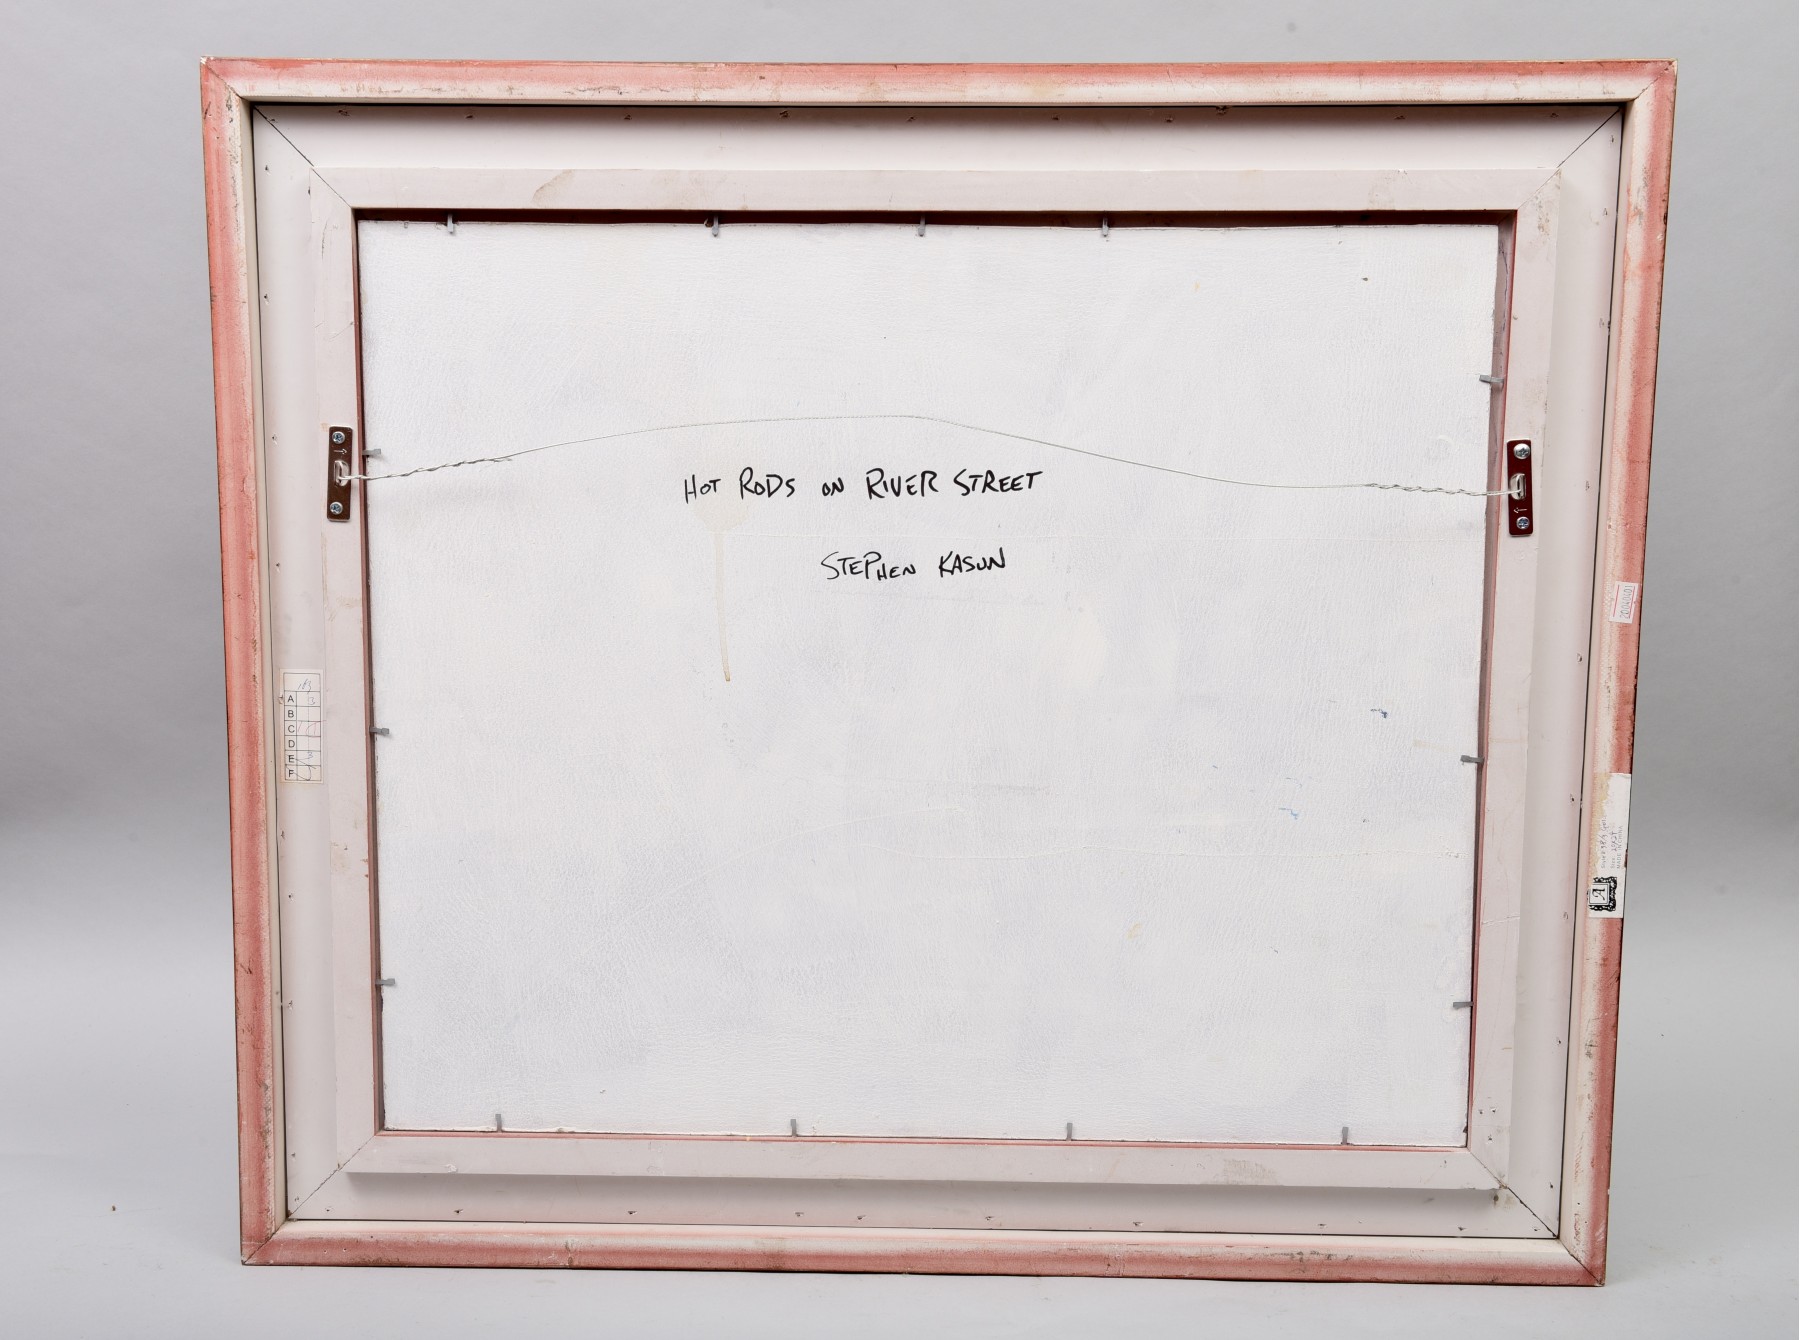 HOT RODS ON RIVER STREET
STEPHEN KASUN
A
B
C
D
E
F
A